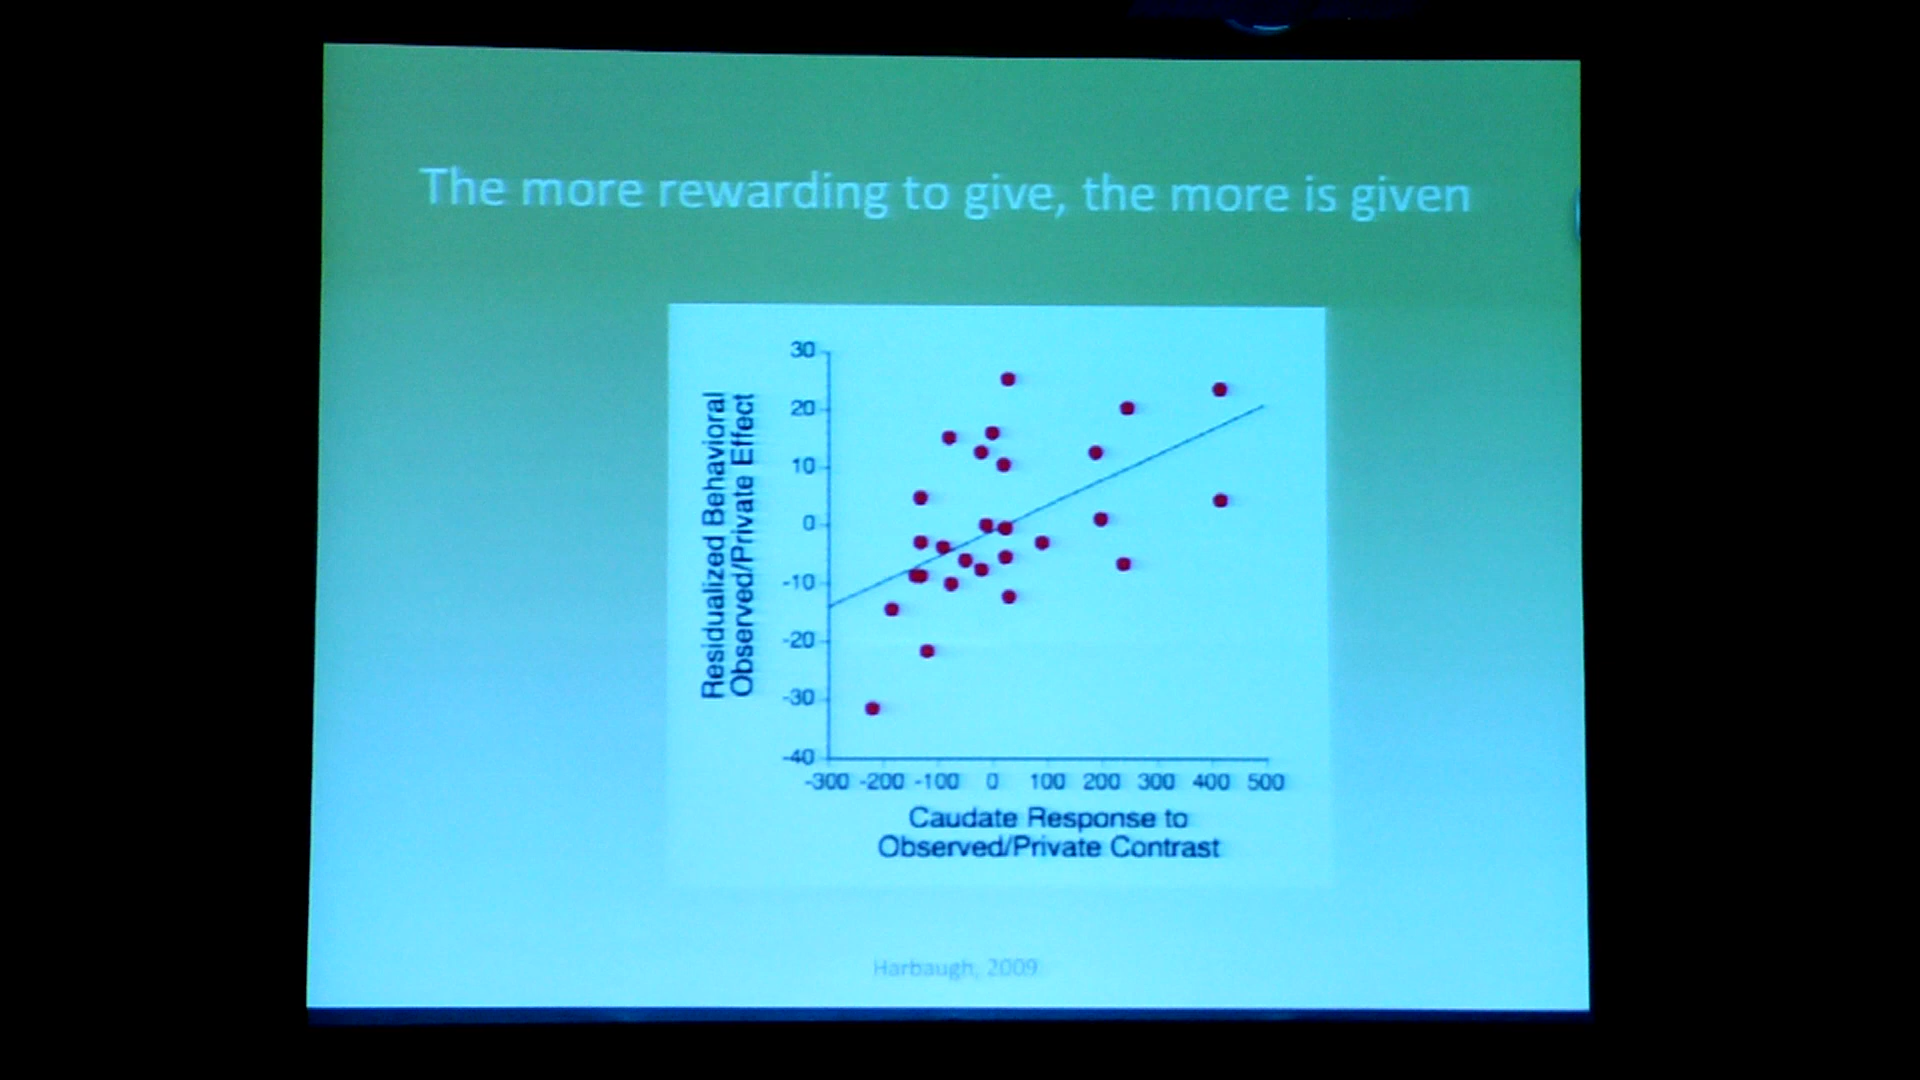 The more rewarding to give, the more is given
30
20
10
0
-10
-20
-30
-40
Residualized Behavioral
Observed/Private Effect
-300 -200 -100 0 100 200 300 400 500
Caudate Response to
Observed/Private Contrast
Harbaugh, 2009